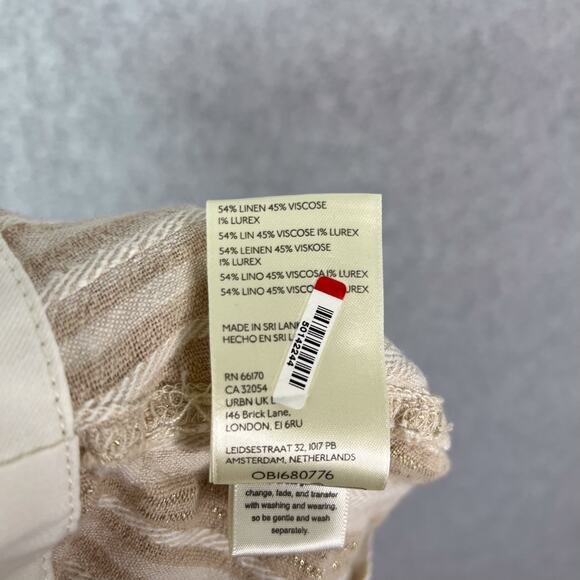 54% LINEN 45% VISCOSE
1% LUREX
54% LIN 45% VISCOSE 1% LUREX
54% LEINEN 45% VISKOSE
1% LUREX
54% LINO 45% VISCOSA 1% LUREX
54% LINO 45%
MADE IN SRI
HECHO EN SRI
RN 66170
CA 32054
URBN UK
146 Brick Lane,
LONDON, E1 6RU
LEIDSESTRAAT 32, 1017 PB
AMSTERDAM, NETHERLANDS
OB1680776
50142244
change, fade, and transfer
with washing and wearing.
so be gentle and wash
separately.